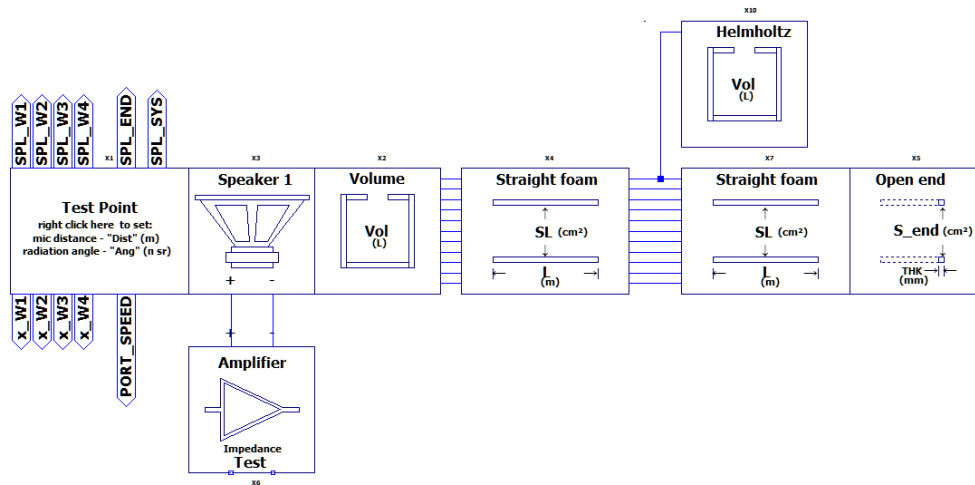 X10
Helmholtz
Vol
(L)
SPL_W1
SPL_W2
SPL_W3
SPL_W4
SPL_END
SPL_SYS
X1
X3
X2
X4
X7
X5
Test Point
right click here to set:
mic distance - "Dist" (m)
radiation angle - "Ang" (n sr)
Speaker 1
+ -
Volume
Vol
(L)
Straight foam
SL (cm²)
L
(m)
Straight foam
SL (cm²)
L
(m)
Open end
S_end (cm²)
THK
(mm)
x_W1
x_W2
x_W3
x_W4
PORT_SPEED
+ -
Amplifier
Impedance
Test
X6